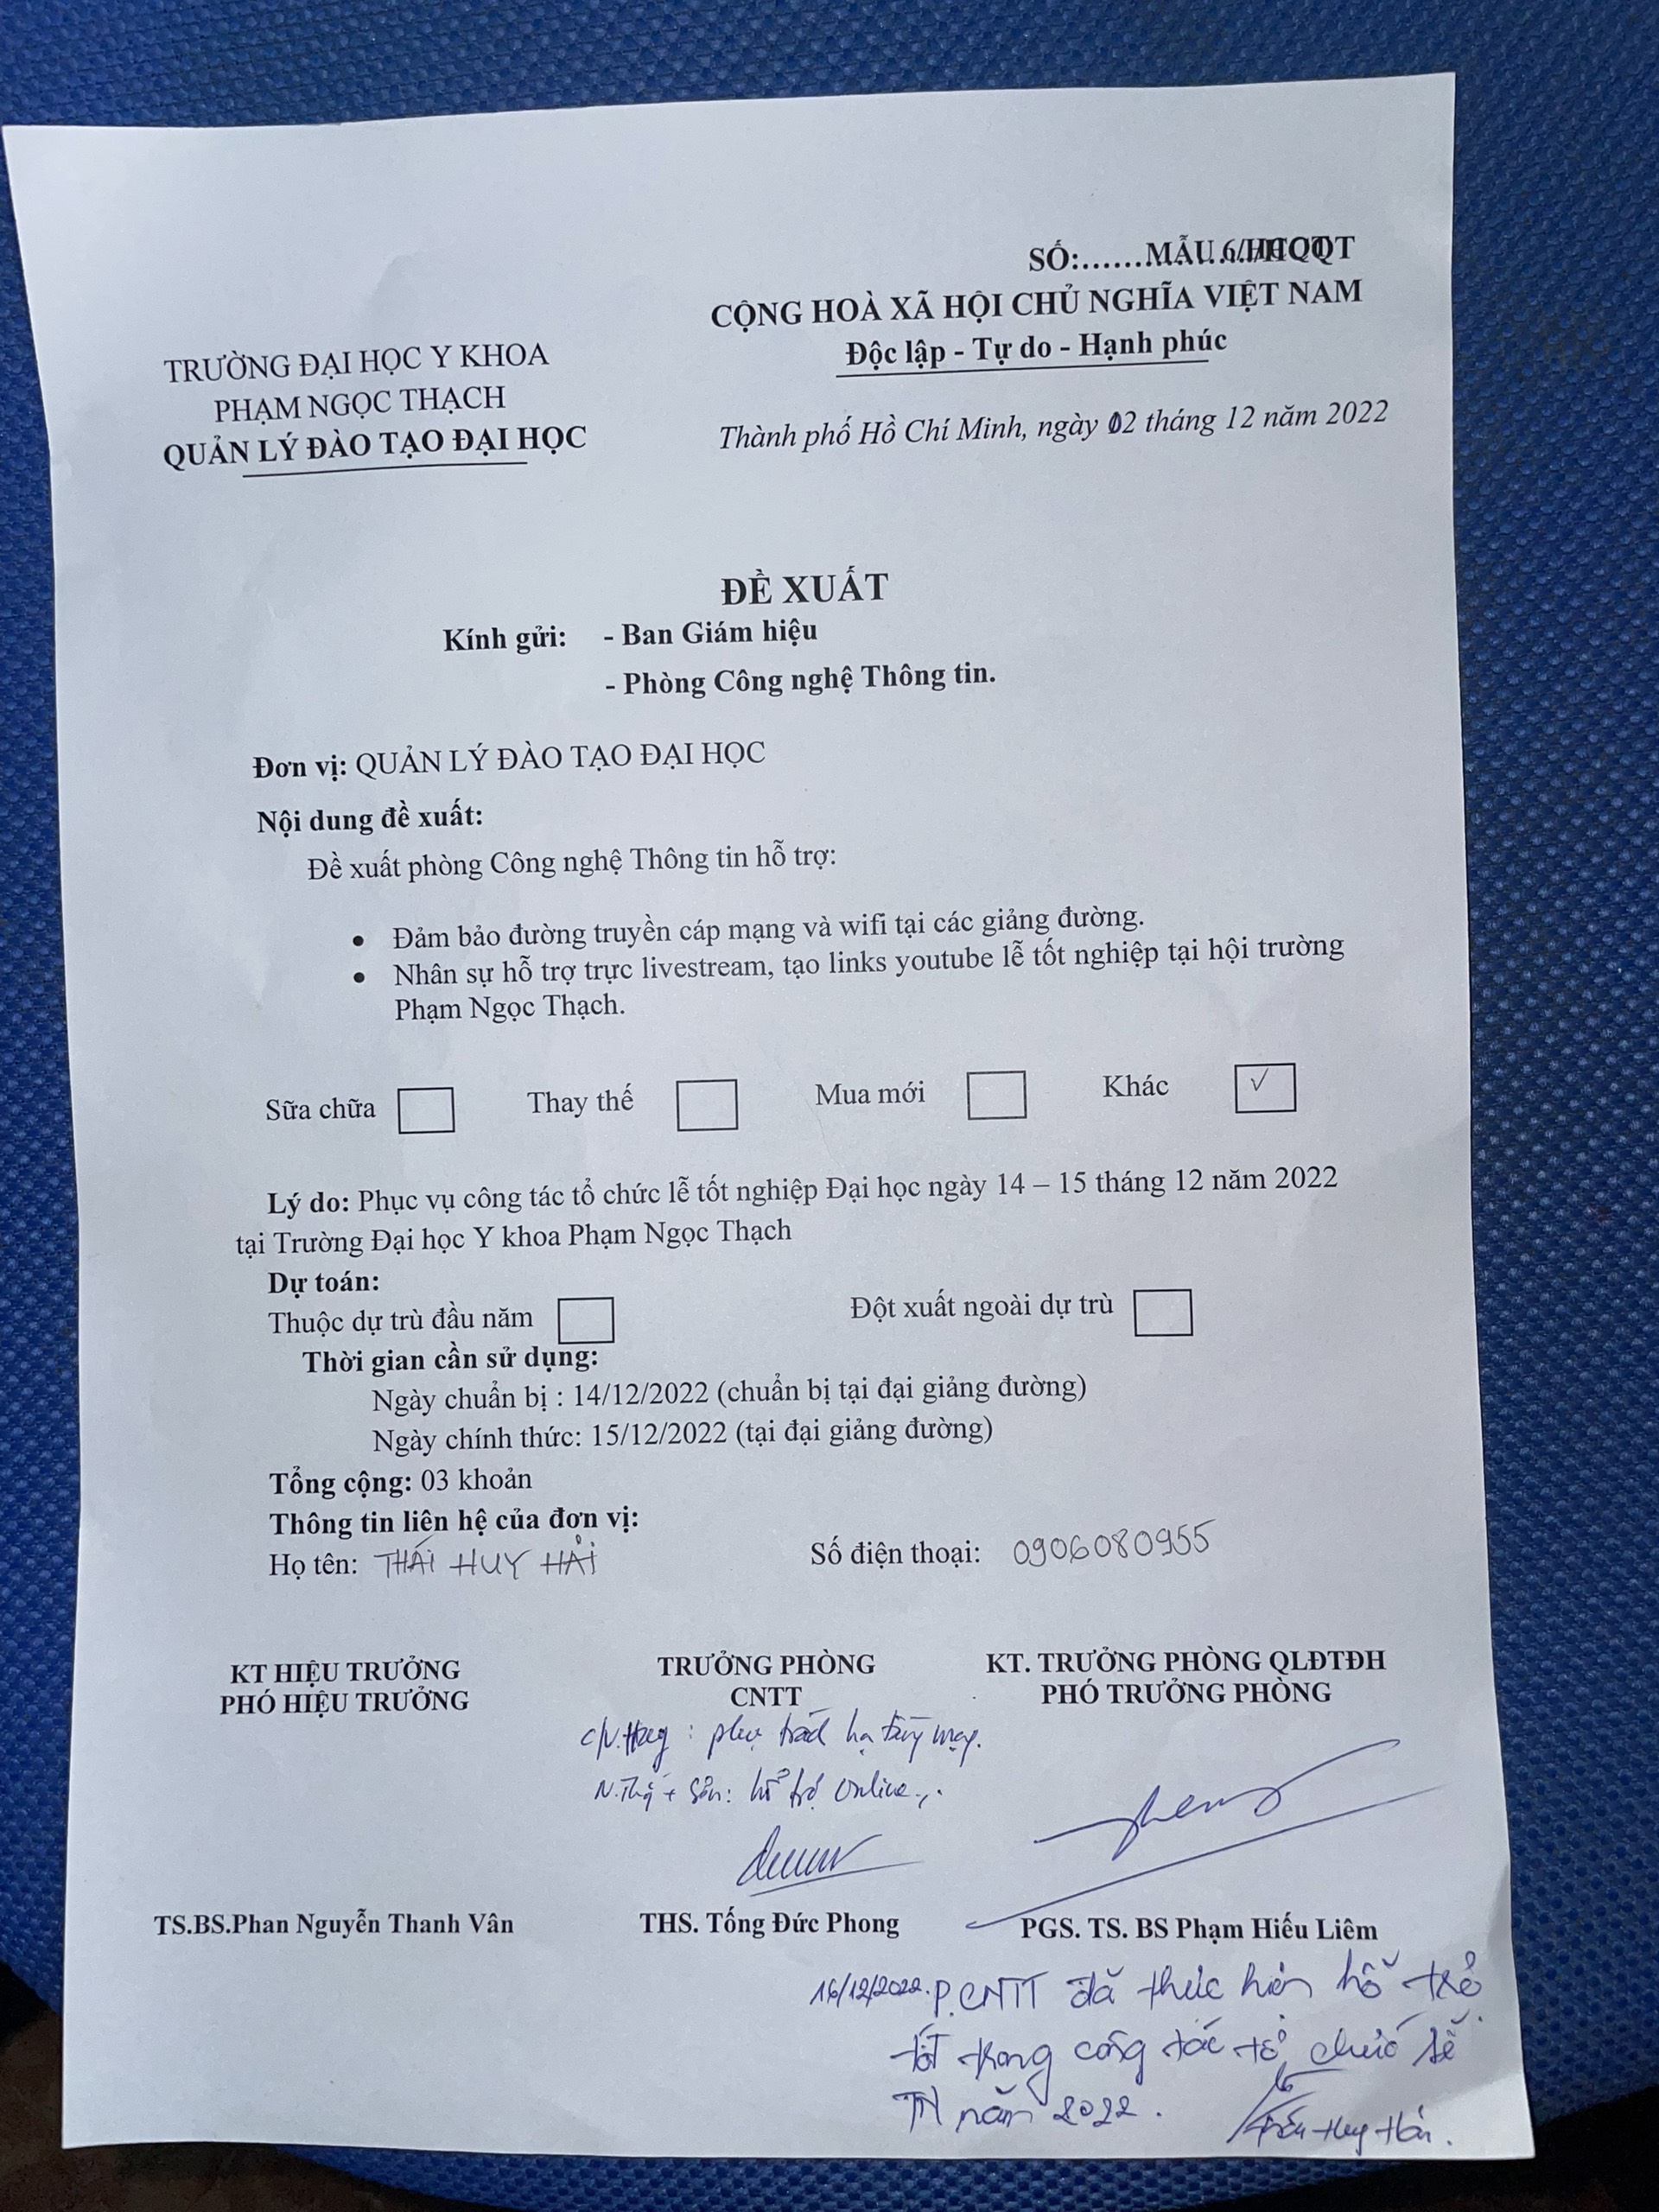 SỐ:......MẪU 6/HTQT
CỘNG HOÀ XÃ HỘI CHỦ NGHĨA VIỆT NAM
Độc lập - Tự do - Hạnh phúc
TRƯỜNG ĐẠI HỌC Y KHOA
PHẠM NGỌC THẠCH
QUẢN LÝ ĐÀO TẠO ĐẠI HỌC
Thành phố Hồ Chí Minh, ngày 02 tháng 12 năm 2022
ĐỀ XUẤT
Kính gửi: - Ban Giám hiệu
- Phòng Công nghệ Thông tin.
Đơn vị: QUẢN LÝ ĐÀO TẠO ĐẠI HỌC
Nội dung đề xuất:
Đề xuất phòng Công nghệ Thông tin hỗ trợ:
• Đảm bảo đường truyền cáp mạng và wifi tại các giảng đường.
• Nhân sự hỗ trợ trực livestream, tạo links youtube lễ tốt nghiệp tại hội trường
Phạm Ngọc Thạch.
Sữa chữa Thay thế Mua mới Khác ✓
Lý do: Phục vụ công tác tổ chức lễ tốt nghiệp Đại học ngày 14 – 15 tháng 12 năm 2022
tại Trường Đại học Y khoa Phạm Ngọc Thạch
Dự toán:
Thuộc dự trù đầu năm Đột xuất ngoài dự trù
Thời gian cần sử dụng:
Ngày chuẩn bị : 14/12/2022 (chuẩn bị tại đại giảng đường)
Ngày chính thức: 15/12/2022 (tại đại giảng đường)
Tổng cộng: 03 khoản
Thông tin liên hệ của đơn vị:
Họ tên: THÁI HUY HẢI Số điện thoại: 0906080955
KT HIỆU TRƯỞNG
PHÓ HIỆU TRƯỞNG
TRƯỞNG PHÒNG
CNTT
KT. TRƯỞNG PHÒNG QLĐTĐH
PHÓ TRƯỞNG PHÒNG
phụ trách hạ tầng mạng.
hỗ trợ Online
TS.BS.Phan Nguyễn Thanh Vân
THS. Tống Đức Phong
PGS. TS. BS Phạm Hiếu Liêm
16/12/2022. P.CNTT đã thực hiện hỗ trợ
tốt trong công tác tổ chức lễ
TN năm 2022.